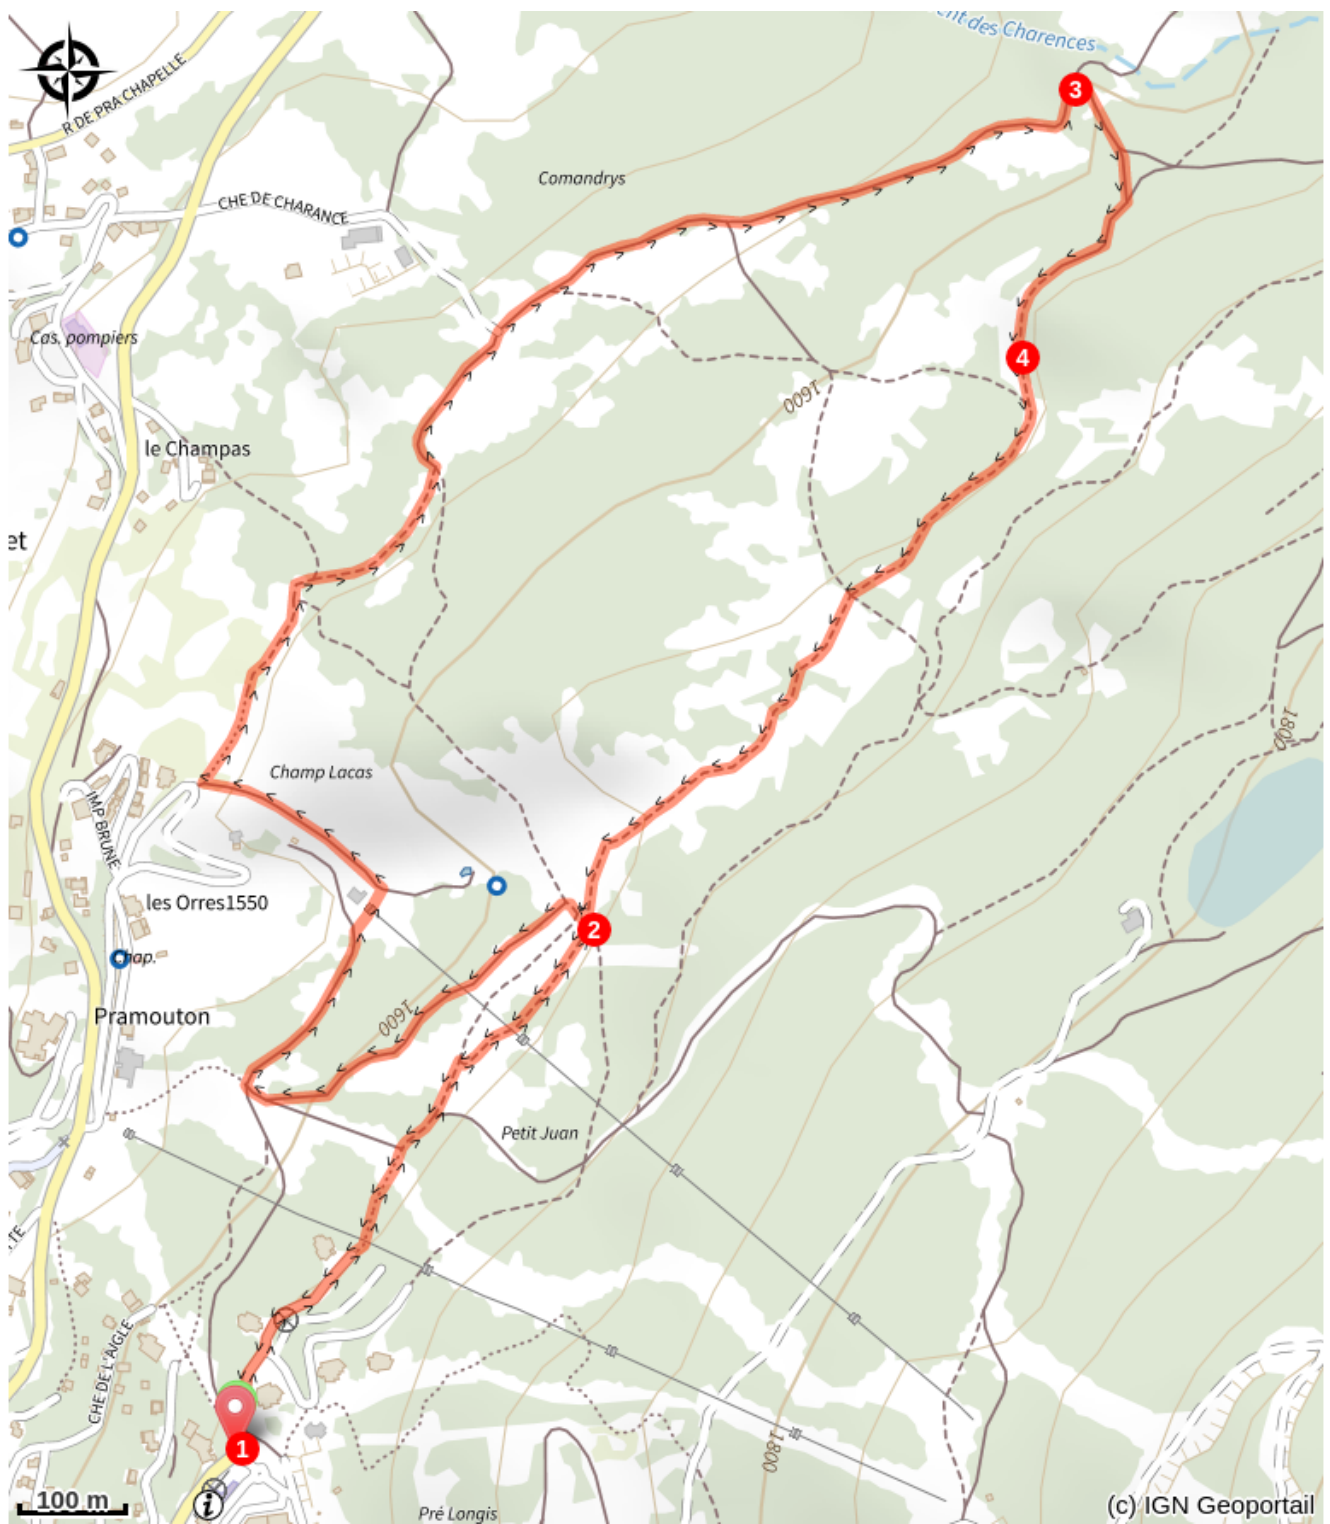 ent des Charences
R DE PRA CHAPELLE
3
Comandrys
CHE DE CHARANCE
Cas. pompiers
4
1600
le Champas
et
1800
Champ Lacas
IMP BRUNE
les Orres1550
2
Chap.
1600
Pramouton
Petit Juan
CHE DE L'AIGLE
1
1800
100 m
i
Pré Longis
(c) IGN Geoportail